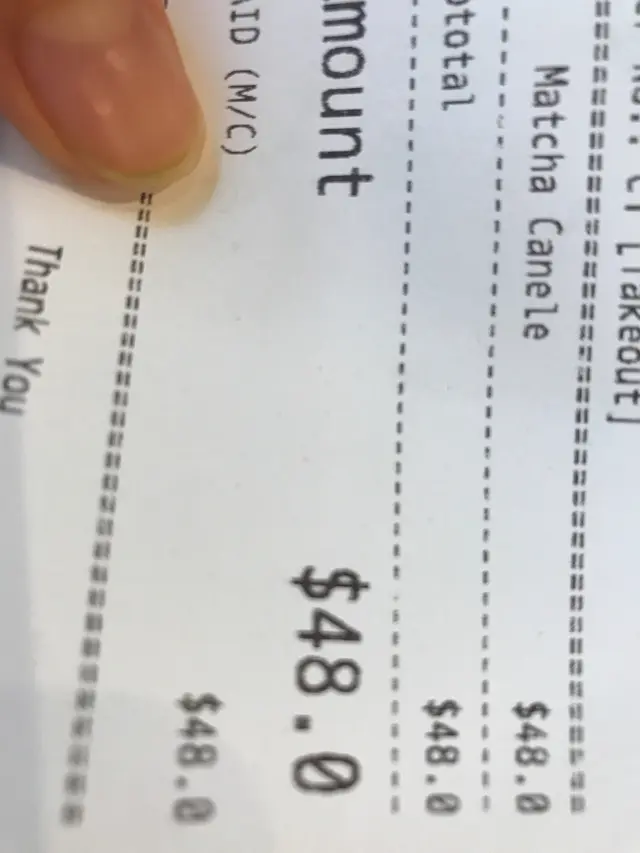 [Takeout]
==============================
Matcha Canele $48.0
------------------------------
ototal $48.0
------------------------------
mount $48.0
AID (M/C) $48.0
==============================
Thank You